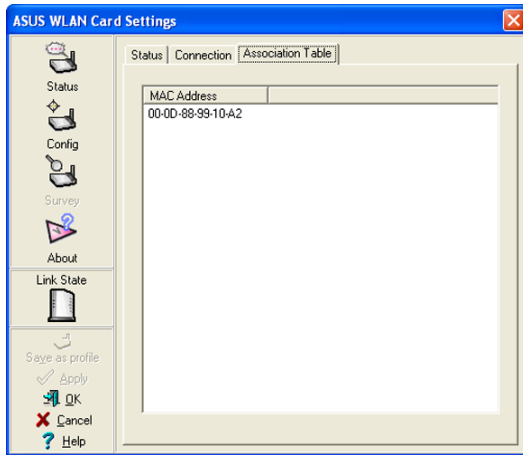 ASUS WLAN Card Settings
Status
Config
Survey
About
Link State
Save as profile
Apply
OK
Cancel
Help
Status Connection Association Table
MAC Address
00-0D-88-99-10-A2